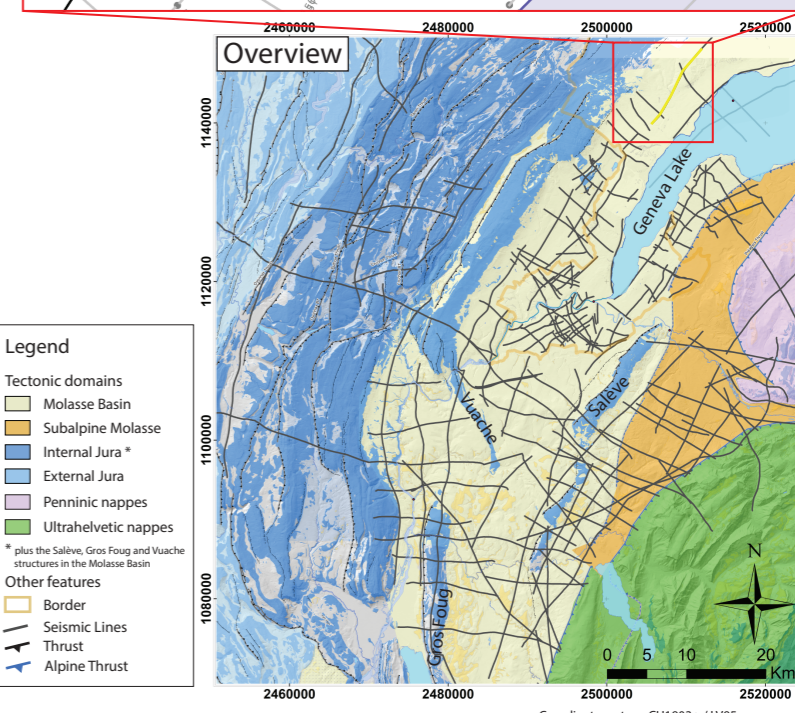 2460000 2480000 2500000 2520000
Overview
1140000
1120000
1100000
1080000
Geneva Lake
Vuache
Salève
Gros Foug
N
0 5 10 20
Km
2460000 2480000 2500000 2520000
Legend
Tectonic domains
Molasse Basin
Subalpine Molasse
Internal Jura *
External Jura
Penninic nappes
Ultrahelvetic nappes
* plus the Salève, Gros Foug and Vuache
structures in the Molasse Basin
Other features
Border
Seismic Lines
Thrust
Alpine Thrust